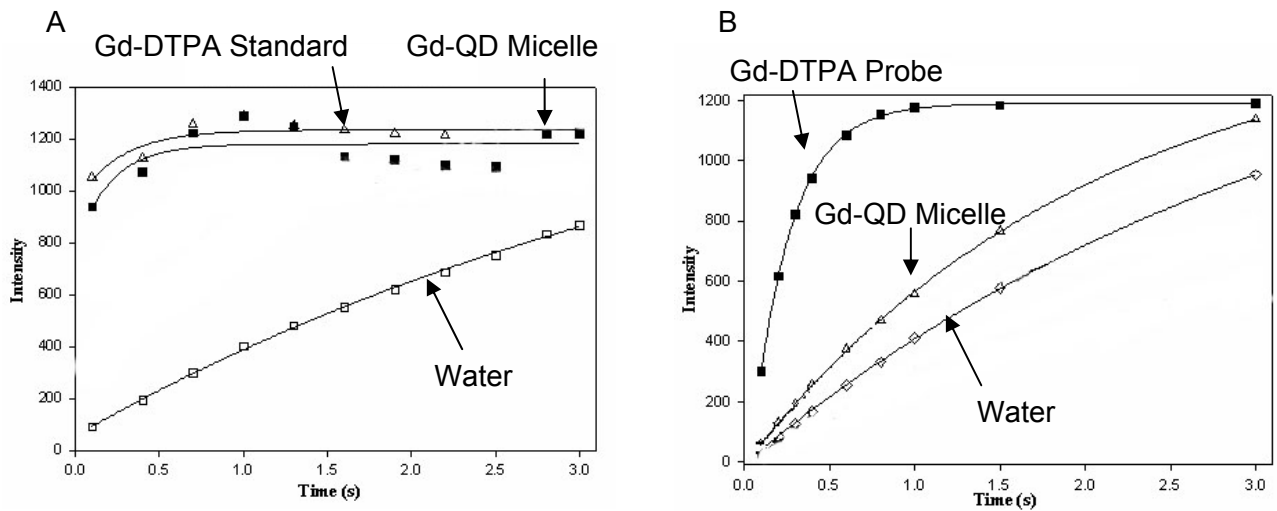 A
Gd-DTPA Standard
Gd-QD Micelle
1400
1200
1000
800
600
400
200
0
Intensity
Water
0.0 0.5 1.0 1.5 2.0 2.5 3.0
Time (s)
B
Gd-DTPA Probe
1200
1000
800
600
400
200
0
Intensity
Gd-QD Micelle
Water
0.0 0.5 1.0 1.5 2.0 2.5 3.0
Time (s)